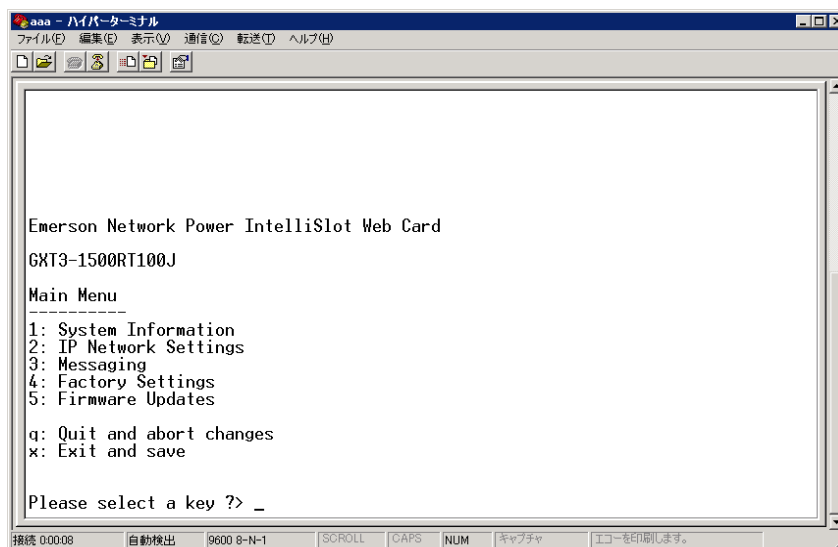 aaa - ハイパーターミナル
ファイル(F) 編集(E) 表示(V) 通信(C) 転送(T) ヘルプ(H)
Emerson Network Power IntelliSlot Web Card
GXT3-1500RT100J
Main Menu
----------
1: System Information
2: IP Network Settings
3: Messaging
4: Factory Settings
5: Firmware Updates
q: Quit and abort changes
x: Exit and save
Please select a key ?> _
接続 0:00:08 自動検出 9600 8-N-1 SCROLL CAPS NUM キャプチャ エコーを印刷します。